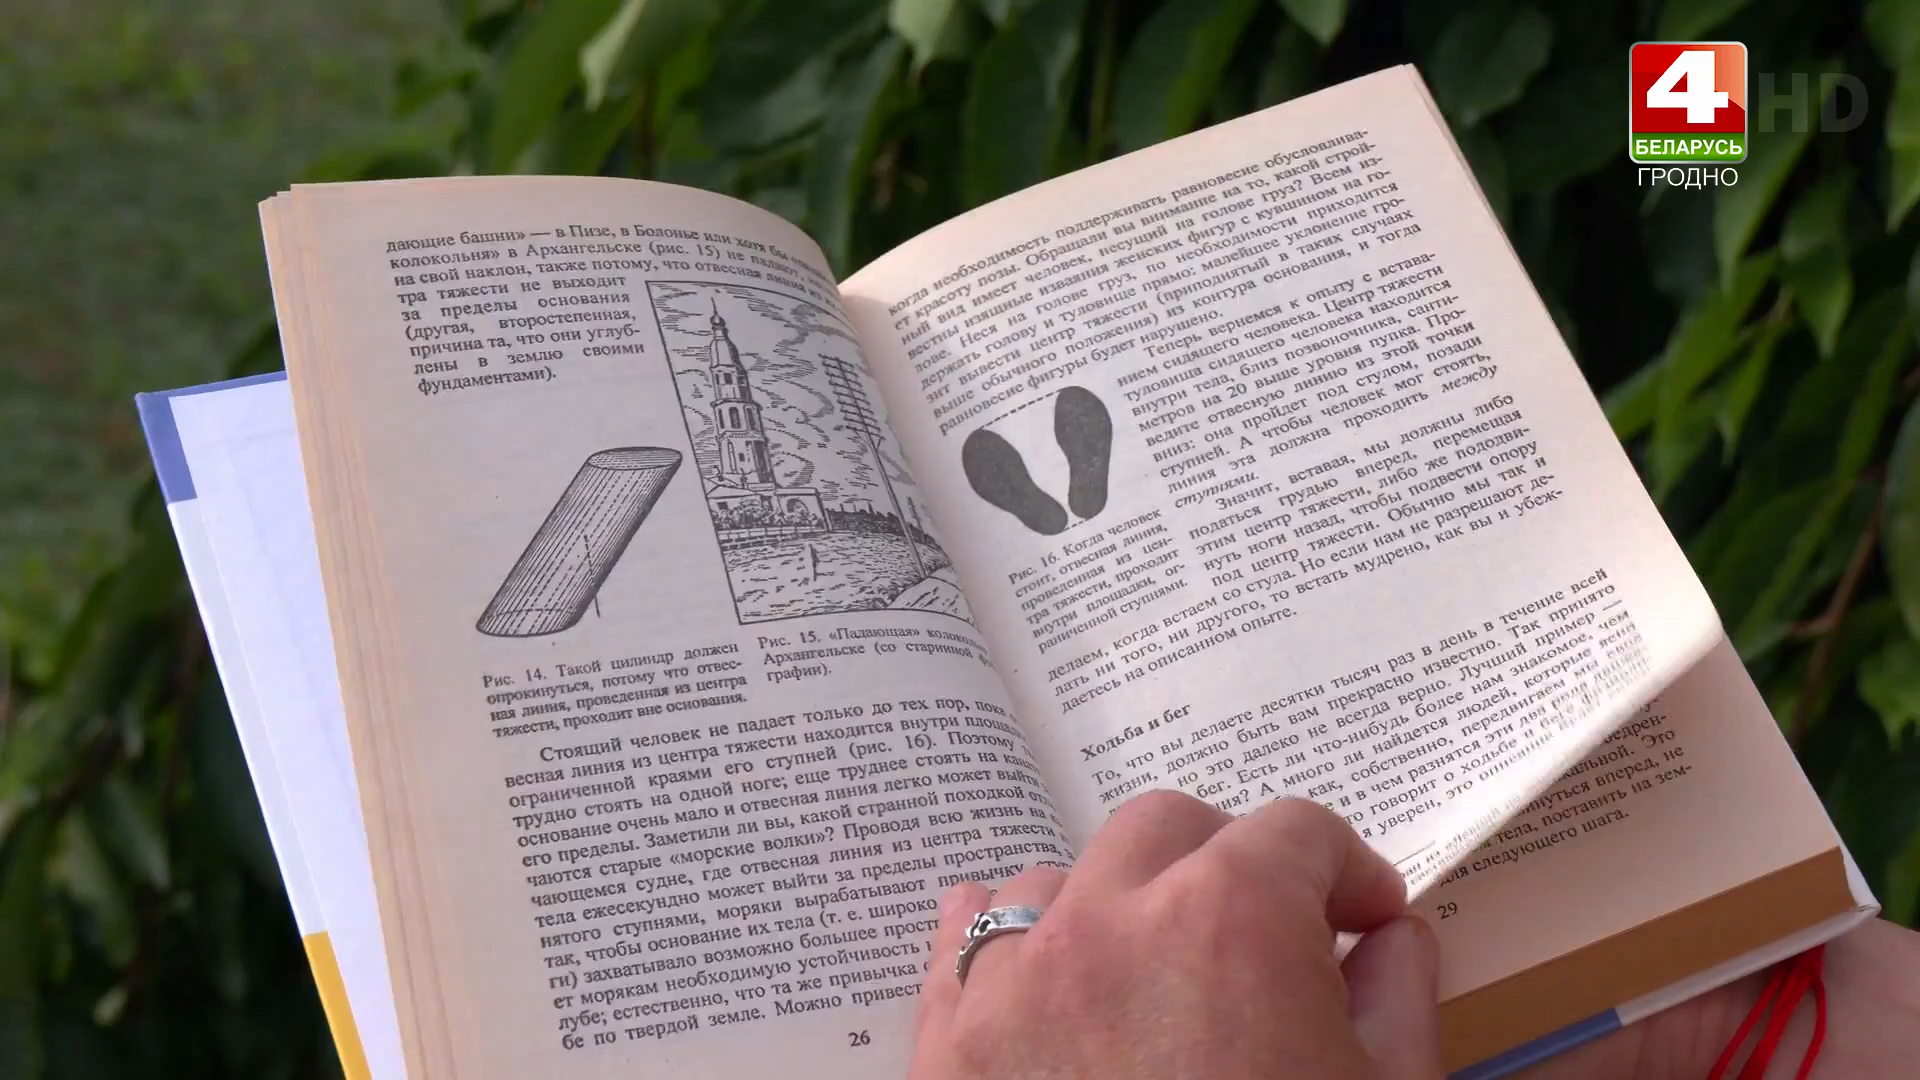 4
HD
БЕЛАРУСЬ
ГРОДНО
дающие башни» — в Пизе, в Болонье или хотя бы
колокольня» в Архангельске (рис. 15) не падают,
на свой наклон, также потому, что отвесная линия из
тра тяжести не выходит
за пределы основания
(другая, второстепенная,
причина та, что они углуб-
лены в землю своими
фундаментами).
Рис. 14. Такой цилиндр должен
опрокинуться, потому что отвес-
ная линия, проведенная из центра
тяжести, проходит вне основания.
Рис. 15. «Падающая»
Архангельске (со старинной
графии).
Стоящий человек не падает только до тех пор, пока
весная линия из центра тяжести находится внутри
ограниченной краями его ступней (рис. 16). Поэтому
трудно стоять на одной ноге; еще труднее стоять на
основание очень мало и отвесная линия легко может выйти
его пределы. Заметили ли вы, какой странной походкой
чаются старые «морские волки»? Проводя всю жизнь на
чающемся судне, где отвесная линия из центра тяжести
тела ежесекундно может выйти за пределы пространства,
нятого ступнями, моряки вырабатывают привычку
так, чтобы основание их тела (т. е. широко
ги) захватывало возможно большее
ет морякам необходимую устойчивость
лубе; естественно, что та же привычка
бе по твердой земле. Можно
26
когда необходимость поддерживать равновесие обусловлива-
ет красоту позы. Обращали вы внимание на то, какой строй-
ный вид имеет человек, несущий на голове груз? Всем из-
вестны изящные изваяния женских фигур с кувшином на го-
лове. Неся на голове груз, по необходимости приходится
держать голову и туловище прямо: малейшее уклонение гро-
зит вывести центр тяжести (приподнятый в таких случаях
выше обычного положения) из контура основания, и тогда
равновесие фигуры будет нарушено.
Теперь вернемся к опыту с встава-
нием сидящего человека. Центр тяжести
туловища сидящего человека находится
внутри тела, близ позвоночника, санти-
метров на 20 выше уровня пупка. Про-
ведите отвесную линию из этой точки
вниз: она пройдет под стулом, позади
ступней. А чтобы человек мог стоять,
линия эта должна проходить между
ступнями.
Значит, вставая, мы должны либо
податься грудью вперед, перемещая
этим центр тяжести, либо же пододви-
нуть ноги назад, чтобы подвести опору
под центр тяжести. Обычно мы так и
Рис. 16. Когда человек
стоит, отвесная линия,
проведенная из цен-
тра тяжести, проходит
внутри площадки, ог-
раниченной ступнями.
делаем, когда встаем со стула. Но если нам не разрешают де-
лать ни того, ни другого, то встать мудрено, как вы и убеж-
даетесь на описанном опыте.
Ходьба и бег
То, что вы делаете десятки тысяч раз в день в течение всей
жизни, должно быть вам прекрасно известно. Так принято
но это далеко не всегда верно. Лучший пример —
бег. Есть ли что-нибудь более нам знакомое, чем
А много ли найдется людей, которые ясно
как, собственно, передвигаем мы
и в чем разнятся эти два рода
говорит о ходьбе и
я уверен, это описание
Это
вперед, не
тела, поставить на зем-
для следующего шага.
29